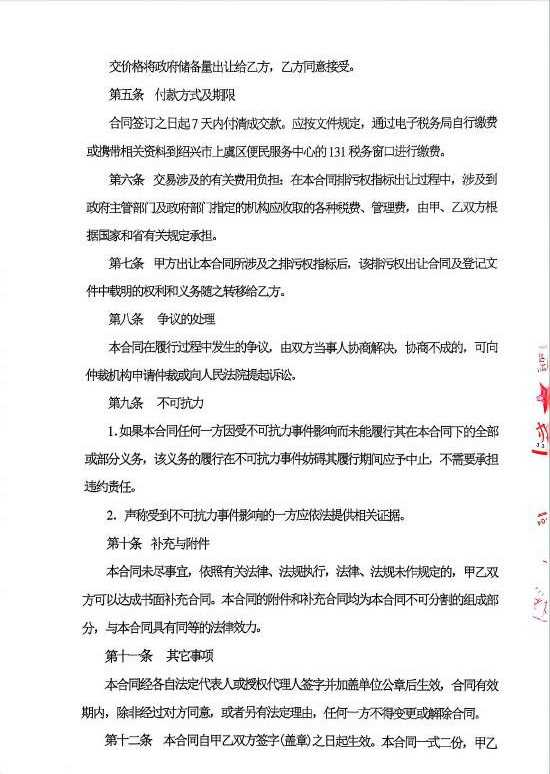 交价格将政府储备量出让给乙方，乙方同意接受。
第五条　付款方式及期限
合同签订之日起7天内付清成交款。应按文件规定，通过电子税务局自行缴费
或携带相关资料到绍兴市上虞区便民服务中心的131税务窗口进行缴费。
第六条　交易涉及的有关费用负担：在本合同排污权指标出让过程中，涉及到
政府主管部门及政府部门指定的机构应收取的各种税费、管理费，由甲、乙双方根
据国家和省有关规定承担。
第七条　甲方出让本合同所涉及之排污权指标后，该排污权出让合同及登记文
件中载明的权利和义务随之转移给乙方。
第八条　争议的处理
本合同在履行过程中发生的争议，由双方当事人协商解决，协商不成的，可向
仲裁机构申请仲裁或向人民法院提起诉讼。
第九条　不可抗力
1.如果本合同任何一方因受不可抗力事件影响而未能履行其在本合同下的全部
或部分义务，该义务的履行在不可抗力事件妨碍其履行期间应予中止，不需要承担
违约责任。
2．声称受到不可抗力事件影响的一方应依法提供相关证据。
第十条　补充与附件
本合同未尽事宜，依照有关法律、法规执行，法律、法规未作规定的，甲乙双
方可以达成书面补充合同。本合同的附件和补充合同均为本合同不可分割的组成部
分，与本合同具有同等的法律效力。
第十一条　其它事项
本合同经各自法定代表人或授权代理人签字并加盖单位公章后生效，合同有效
期内，除非经过对方同意，或者另有法定理由，任何一方不得变更或解除合同。
第十二条　本合同自甲乙双方签字(盖章)之日起生效。本合同一式二份，甲乙